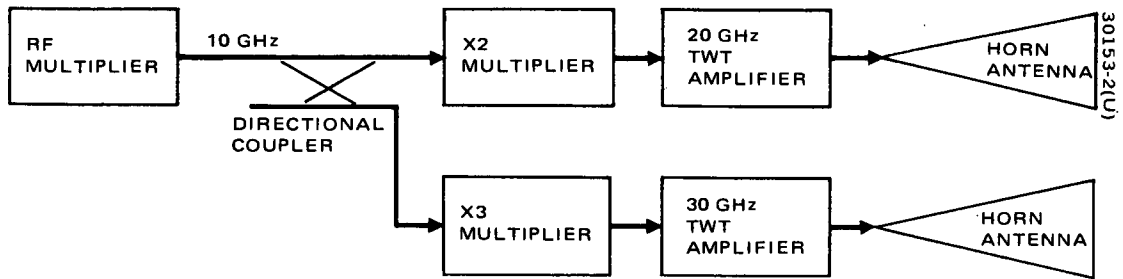 RF
MULTIPLIER
10 GHz
DIRECTIONAL
COUPLER
X2
MULTIPLIER
20 GHz
TWT
AMPLIFIER
HORN
ANTENNA
30153-2(U)
X3
MULTIPLIER
30 GHz
TWT
AMPLIFIER
HORN
ANTENNA